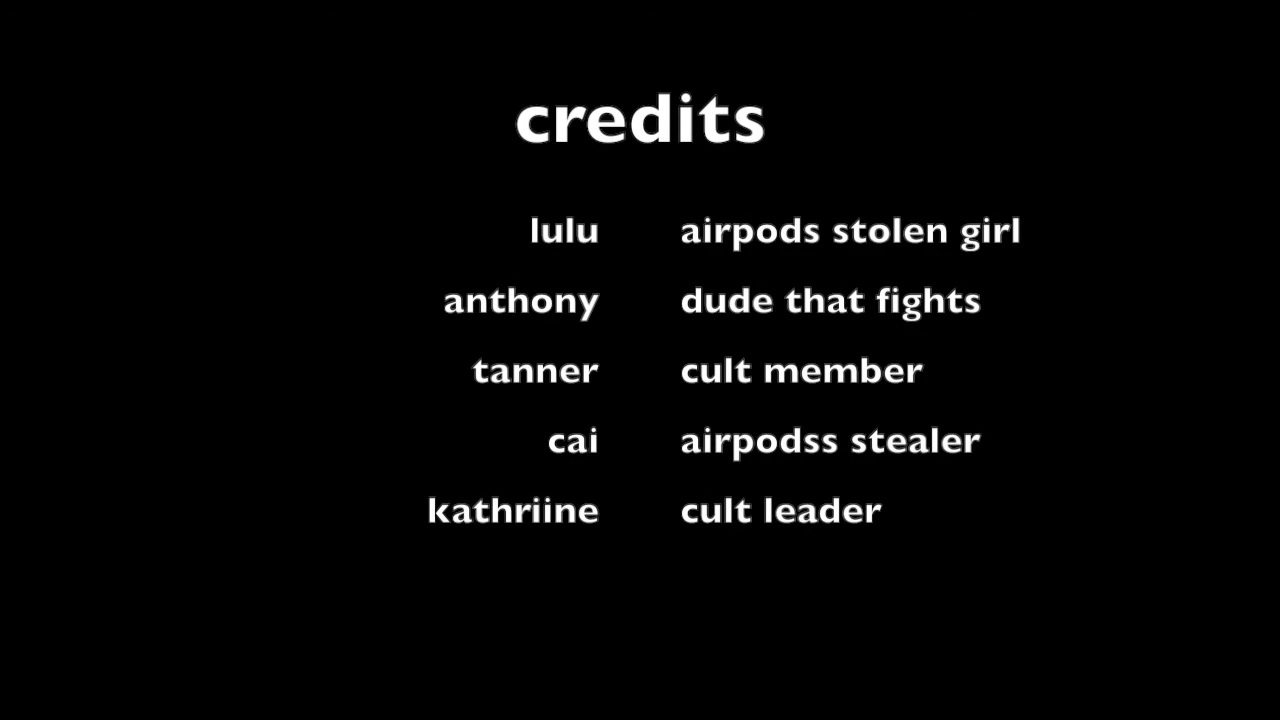 credits
lulu airpods stolen girl
anthony dude that fights
tanner cult member
cai airpodss stealer
kathriine cult leader